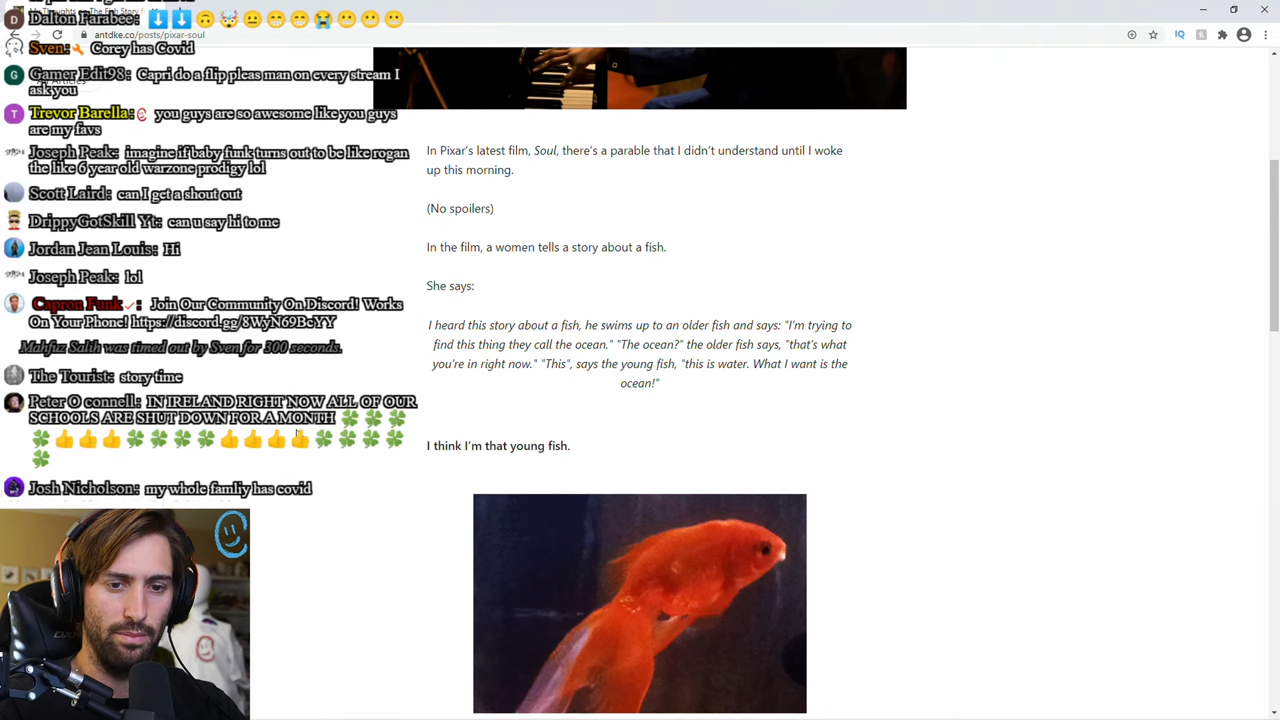 Dalton Parabee: ⬇️⬇️🙃🤯😐😁😁😭😬😬😬
antdke.com/posts/pixar-soul
Sven:🔧 Corey has Covid
Gamer Edit98: Capri do a flip pleas man on every stream I
ask you
Trevor Barella: you guys are so awesome like you guys
are my favs
Joseph Peak: imagine if baby funk turns out to be like rogan
the like 6 year old warzone prodigy lol
Scott Laird: can I get a shout out
DrippyGotSkill Yt: can u say hi to me
Jordan Jean Louis: Hi
Joseph Peak: lol
Capron Funk✓: Join Our Community On Discord! Works
On Your Phone! https://discord.gg/8WyN69BcYY
Mahfuz Salith was timed out by Sven for 300 seconds.
The Tourist: story time
Peter O connell: IN IRELAND RIGHT NOW ALL OF OUR
SCHOOLS ARE SHUT DOWN FOR A MONTH 🍀🍀🍀
🍀👍👍👍🍀🍀🍀🍀👍👍👍👍🍀🍀🍀🍀
🍀
Josh Nicholson: my whole famliy has covid
In Pixar's latest film, Soul, there's a parable that I didn't understand until I woke
up this morning.
(No spoilers)
In the film, a women tells a story about a fish.
She says:
I heard this story about a fish, he swims up to an older fish and says: "I'm trying to
find this thing they call the ocean." "The ocean?" the older fish says, "that's what
you're in right now." "This", says the young fish, "this is water. What I want is the
ocean!"
I think I'm that young fish.